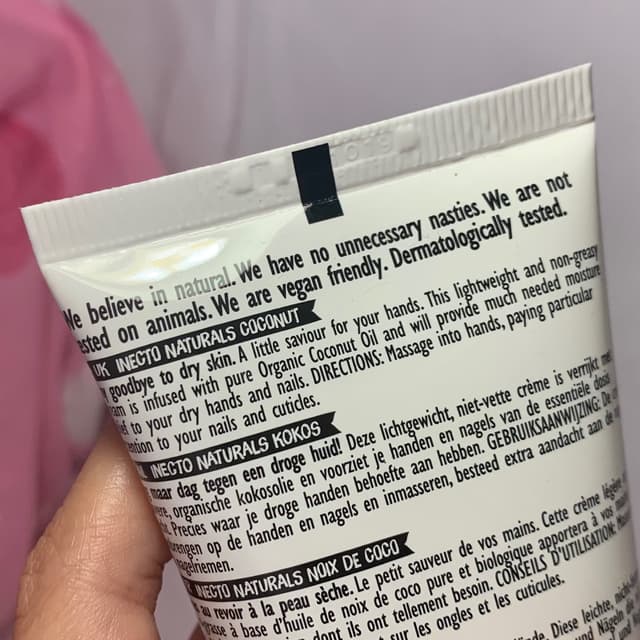 We believe in natural. We have no unnecessary nasties. We are not
tested on animals. We are vegan friendly. Dermatologically tested.
UK INECTO NATURALS COCONUT
goodbye to dry skin. A little saviour for your hands. This lightweight and non-greasy
is infused with pure Organic Coconut Oil and will provide much needed moisture
to your dry hands and nails. DIRECTIONS: Massage into hands, paying particular
to your nails and cuticles.
INECTO NATURALS KOKOS
maar dag tegen een droge huid! Deze lichtgewicht, niet-vette crème is verrijkt
organische kokosolie en voorziet je handen en nagels van de essentiële
Precies waar je droge handen behoefte aan hebben. GEBRUIKSAANWIJZING:
op de handen en nagels en inmasseren, besteed extra aandacht aan de
INECTO NATURALS NOIX DE COCO
au revoir à la peau sèche. Le petit sauveur de vos mains. Cette crème
à base d'huile de noix de coco pure et biologique apportera à vos
dont ils ont tellement besoin. CONSEILS D'UTILISATION:
sur les ongles et les cuticules.
Diese leichte, nicht
Nägel